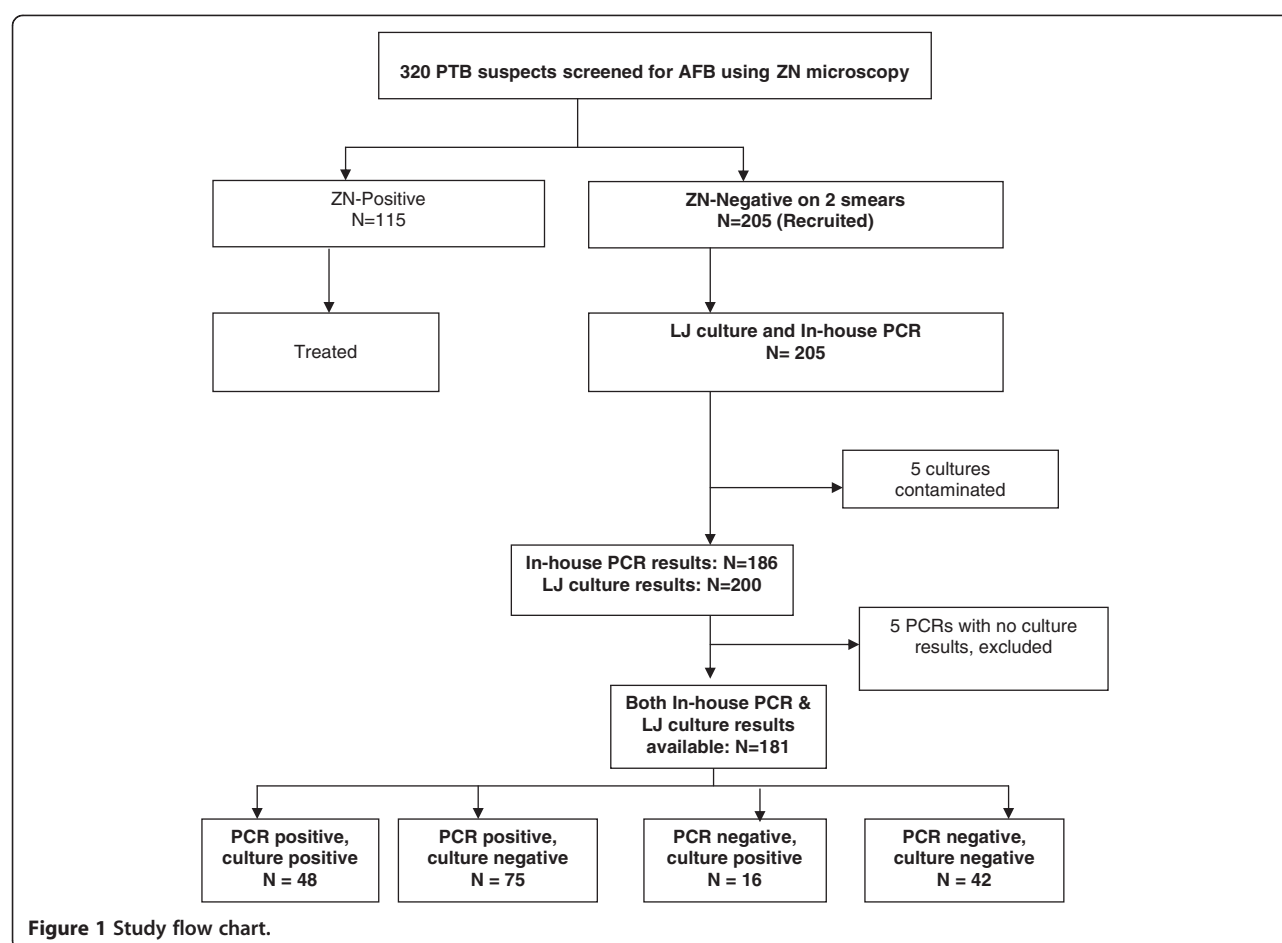 320 PTB suspects screened for AFB using ZN microscopy
ZN-Positive
N=115
ZN-Negative on 2 smears
N=205 (Recruited)
Treated
LJ culture and In-house PCR
N= 205
5 cultures
contaminated
In-house PCR results: N=186
LJ culture results: N=200
5 PCRs with no culture
results, excluded
Both In-house PCR &
LJ culture results
available: N=181
PCR positive,
culture positive
N = 48
PCR positive,
culture negative
N = 75
PCR negative,
culture positive
N = 16
PCR negative,
culture negative
N = 42
Figure 1 Study flow chart.